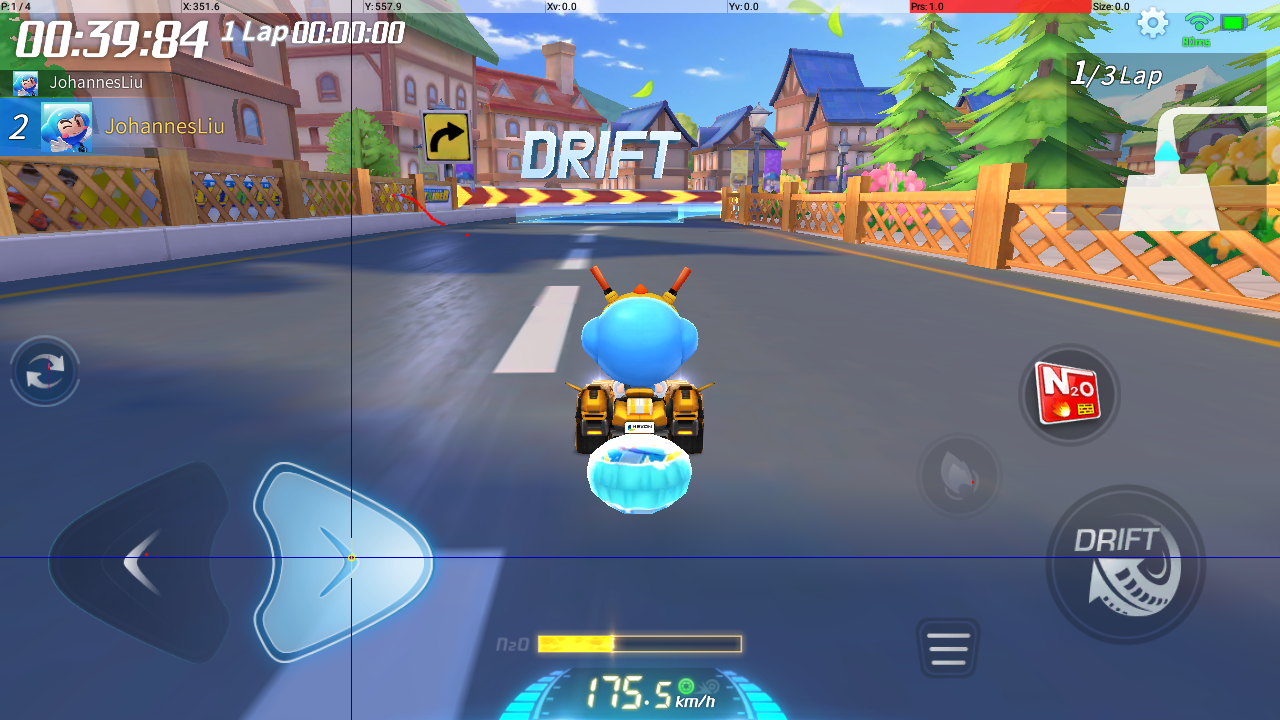 P: 1 / 4 X: 351.6 Y: 557.9 Xv: 0.0 Yv: 0.0 Prs: 1.0 Size: 0.0
00:39:84 1 Lap 00:00:00
80ms
JohannesLiu
1/3 Lap
2 JohannesLiu
DRIFT
N2O
DRIFT
N2O
175.5 km/h